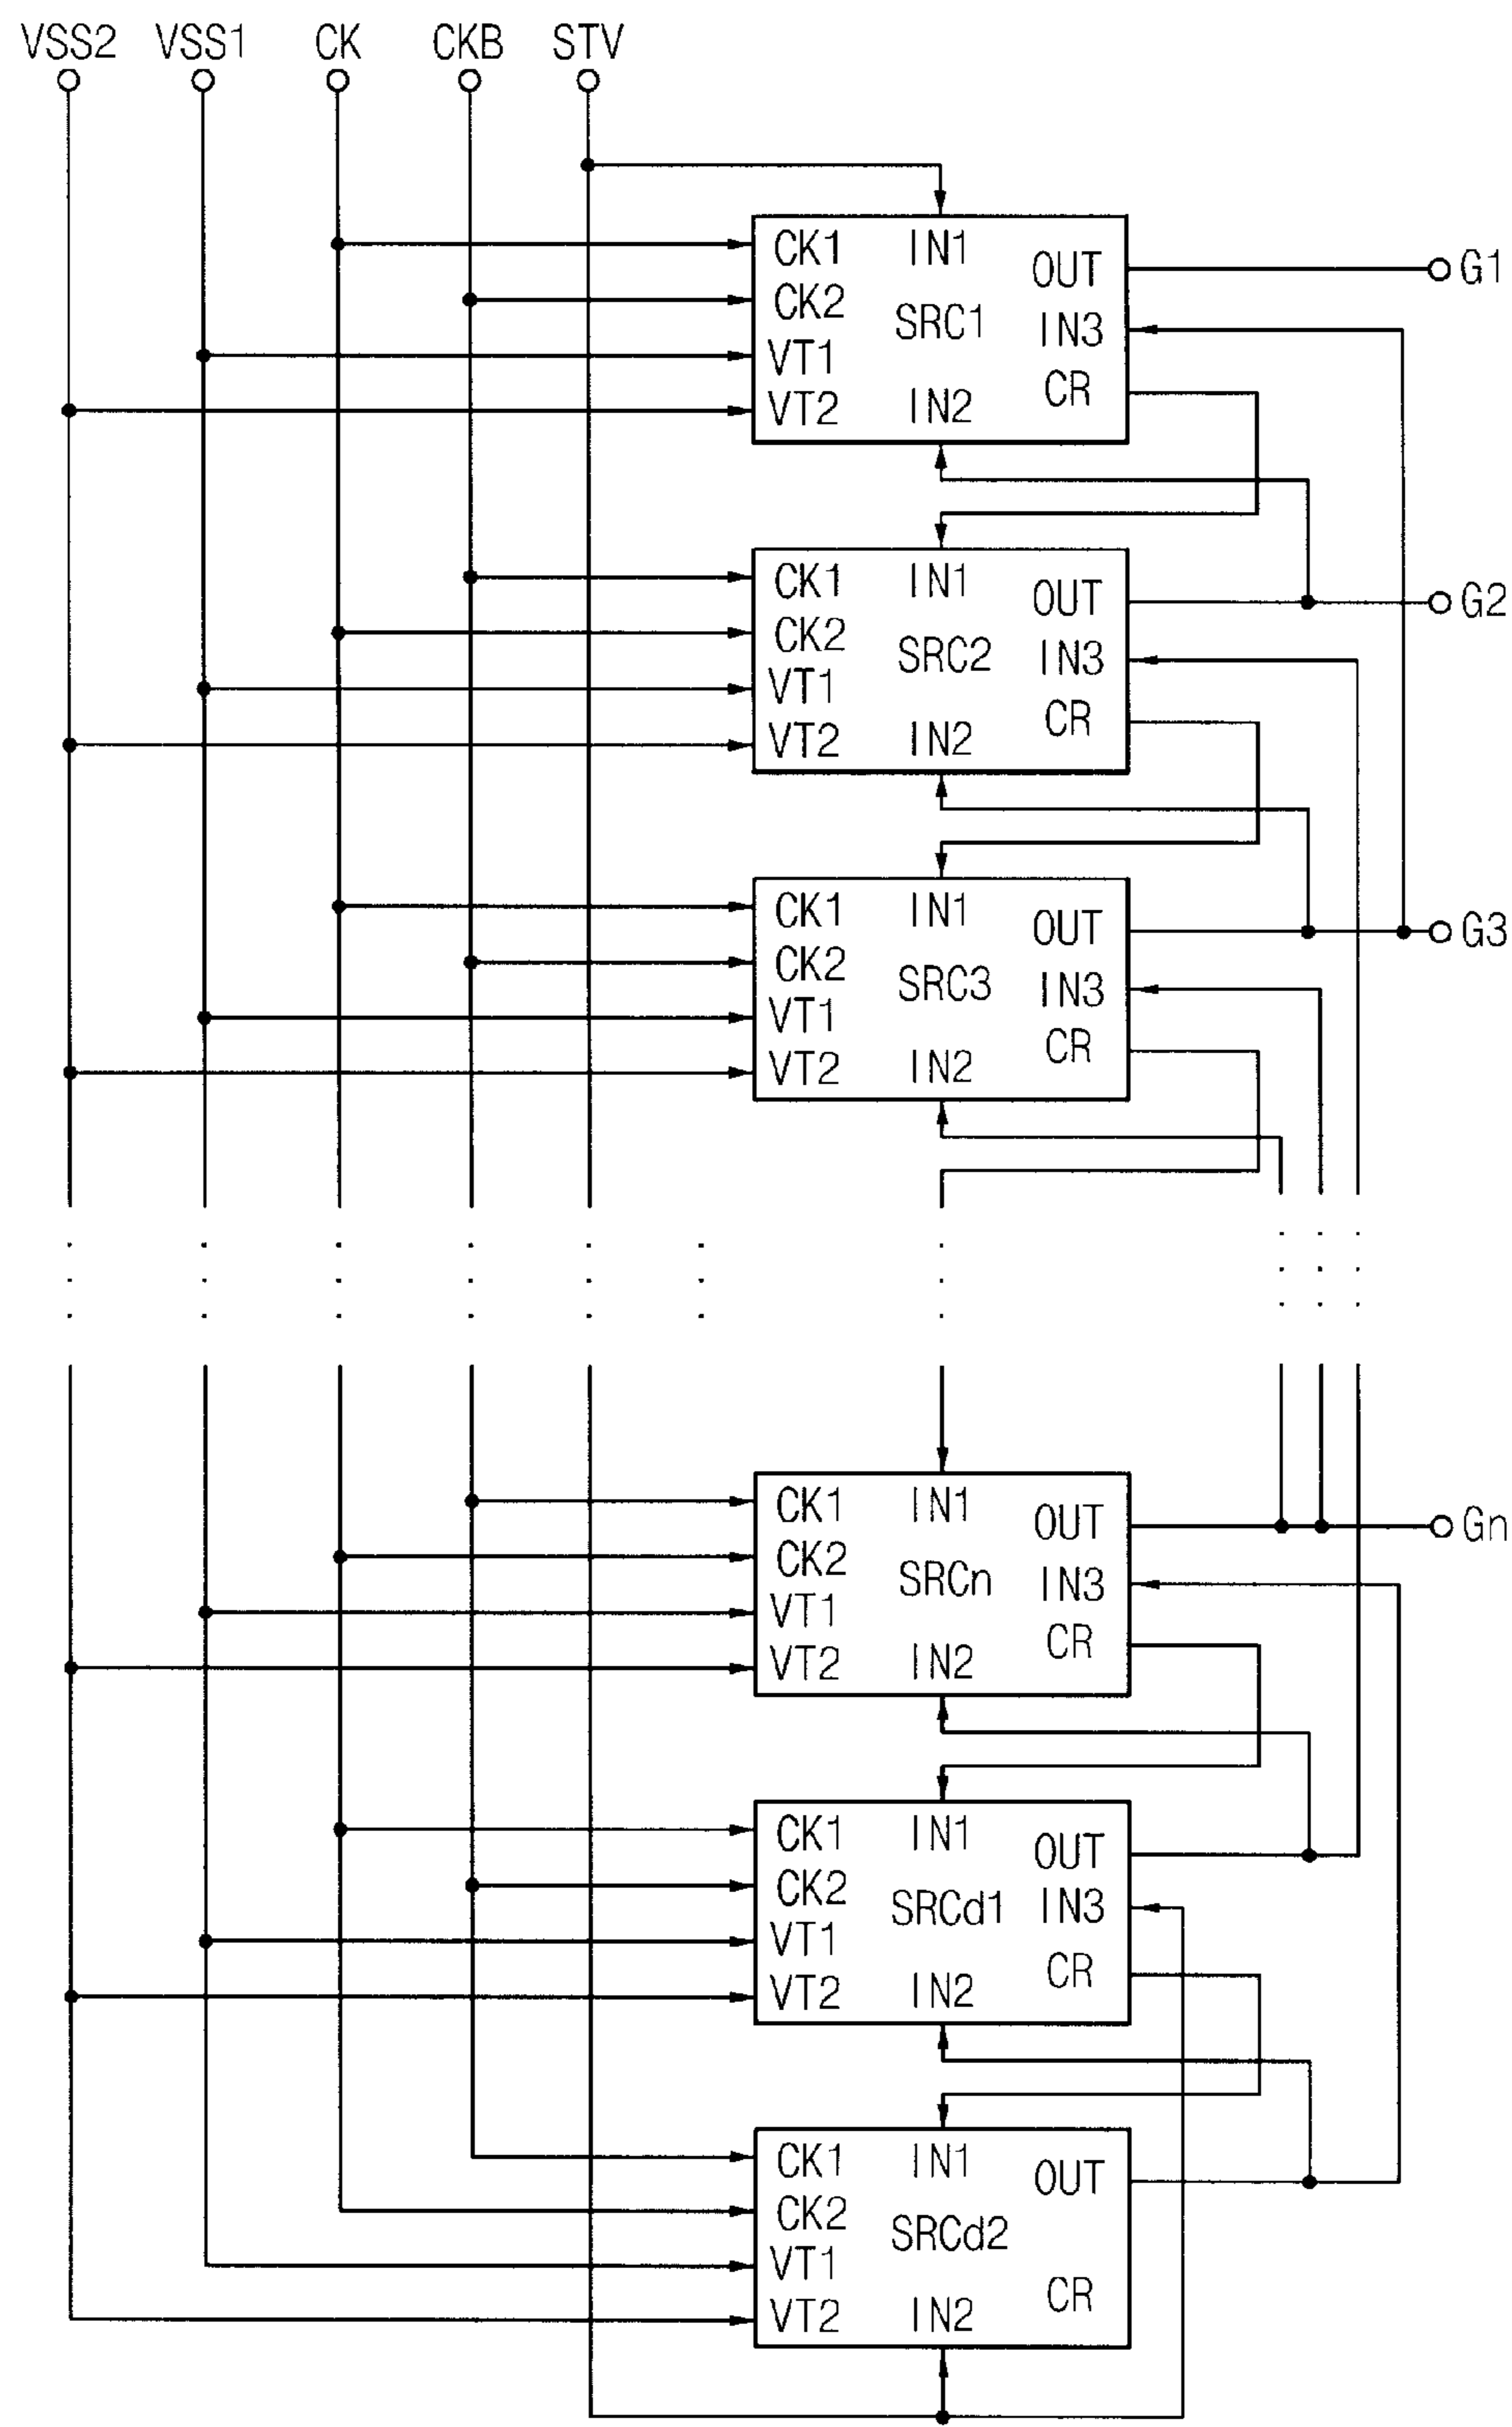 VSS2 VSS1 CK CKB STV
CK1 IN1 OUT G1
CK2 SRC1 IN3
VT1 CR
VT2 IN2
CK1 IN1 OUT G2
CK2 SRC2 IN3
VT1 CR
VT2 IN2
CK1 IN1 OUT G3
CK2 SRC3 IN3
VT1 CR
VT2 IN2
CK1 IN1 OUT Gn
CK2 SRCn IN3
VT1 CR
VT2 IN2
CK1 IN1 OUT
CK2 SRCd1 IN3
VT1 CR
VT2 IN2
CK1 IN1 OUT
CK2 SRCd2
VT1 CR
VT2 IN2